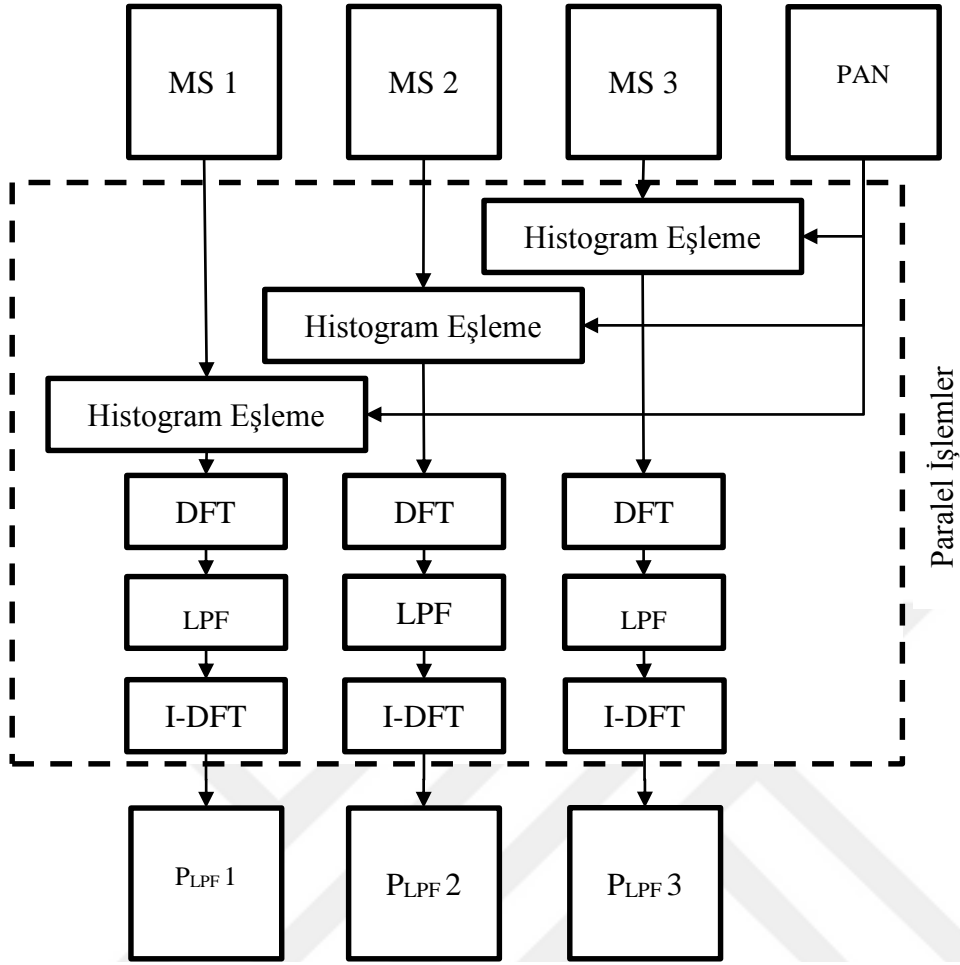 MS 1
MS 2
MS 3
PAN
Histogram Eşleme
Histogram Eşleme
Histogram Eşleme
Paralel İşlemler
DFT
DFT
DFT
LPF
LPF
LPF
I-DFT
I-DFT
I-DFT
PLPF 1
PLPF 2
PLPF 3